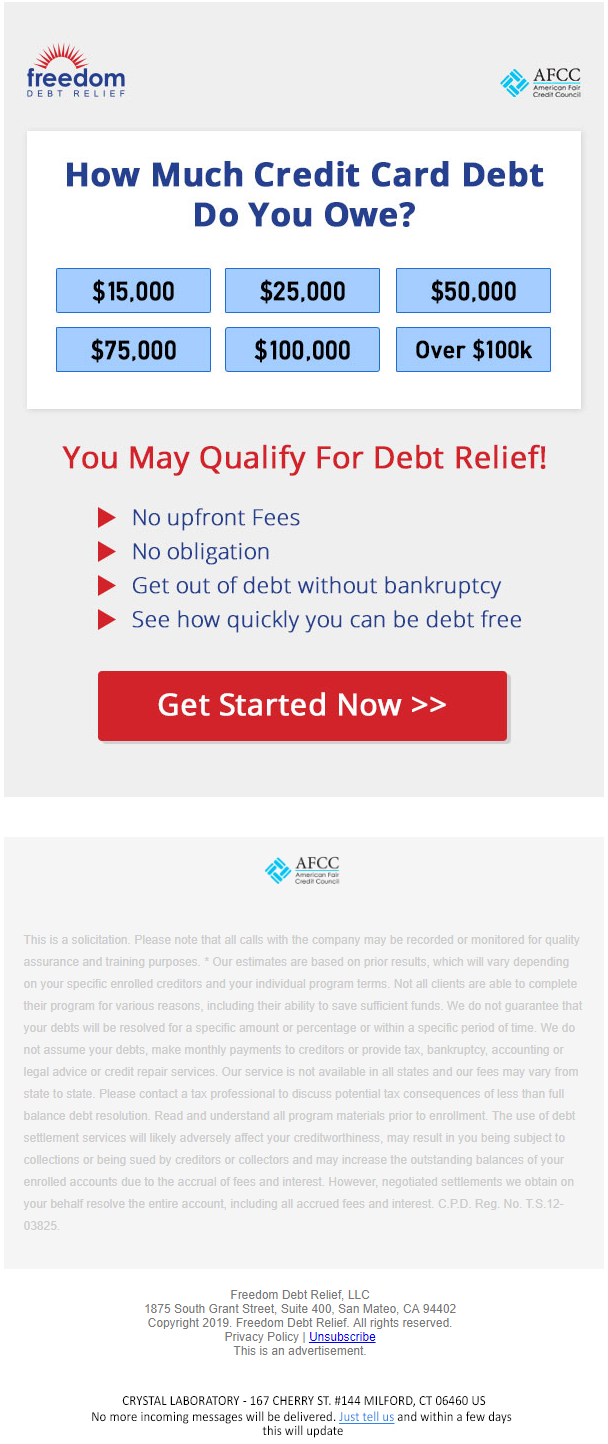 freedom
DEBT RELIEF
AFCC
American Fair
Credit Council
How Much Credit Card Debt
Do You Owe?
$15,000
$25,000
$50,000
$75,000
$100,000
Over $100k
You May Qualify For Debt Relief!
No upfront Fees
No obligation
Get out of debt without bankruptcy
See how quickly you can be debt free
Get Started Now >>
AFCC
American Fair
Credit Council
This is a solicitation. Please note that all calls with the company may be recorded or monitored for quality
assurance and training purposes. * Our estimates are based on prior results, which will vary depending
on your specific enrolled creditors and your individual program terms. Not all clients are able to complete
their program for various reasons, including their ability to save sufficient funds. We do not guarantee that
your debts will be resolved for a specific amount or percentage or within a specific period of time. We do
not assume your debts, make monthly payments to creditors or provide tax, bankruptcy, accounting or
legal advice or credit repair services. Our service is not available in all states and our fees may vary from
state to state. Please contact a tax professional to discuss potential tax consequences of less than full
balance debt resolution. Read and understand all program materials prior to enrollment. The use of debt
settlement services will likely adversely affect your creditworthiness, may result in you being subject to
collections or being sued by creditors or collectors and may increase the outstanding balances of your
enrolled accounts due to the accrual of fees and interest. However, negotiated settlements we obtain on
your behalf resolve the entire account, including all accrued fees and interest. C.P.D. Reg. No. T.S.12-
03825.
Freedom Debt Relief, LLC
1875 South Grant Street, Suite 400, San Mateo, CA 94402
Copyright 2019. Freedom Debt Relief. All rights reserved.
Privacy Policy | Unsubscribe
This is an advertisement.
CRYSTAL LABORATORY - 167 CHERRY ST. #144 MILFORD, CT 06460 US
No more incoming messages will be delivered. Just tell us and within a few days
this will update